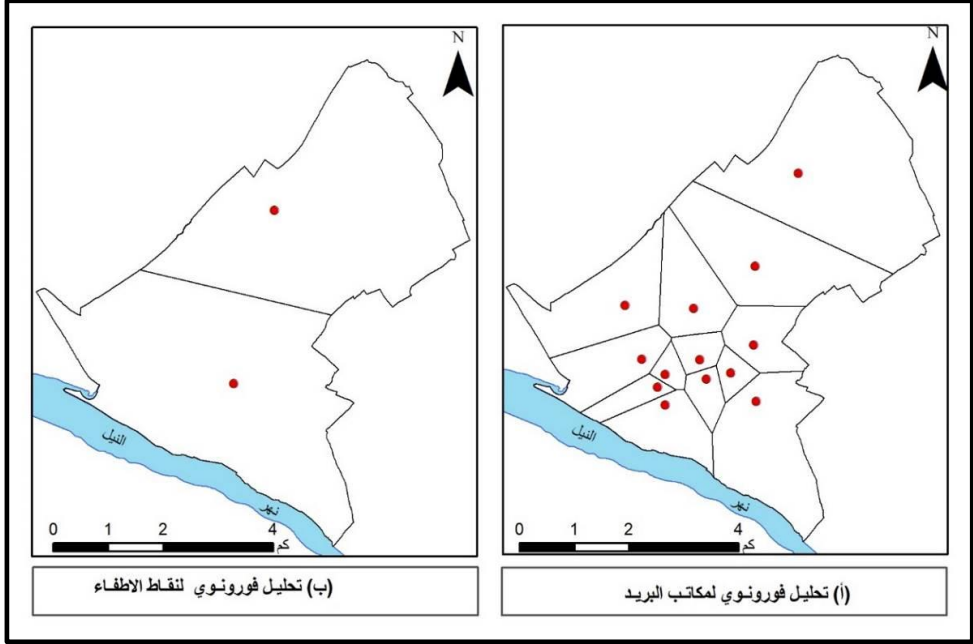 N
النيل
نهر
0 1 2 4
كم
(أ) تحليل فورونوي لمكاتب البريد
N
النيل
نهر
0 1 2 4
كم
(ب) تحليل فورونوي لنقاط الاطفاء